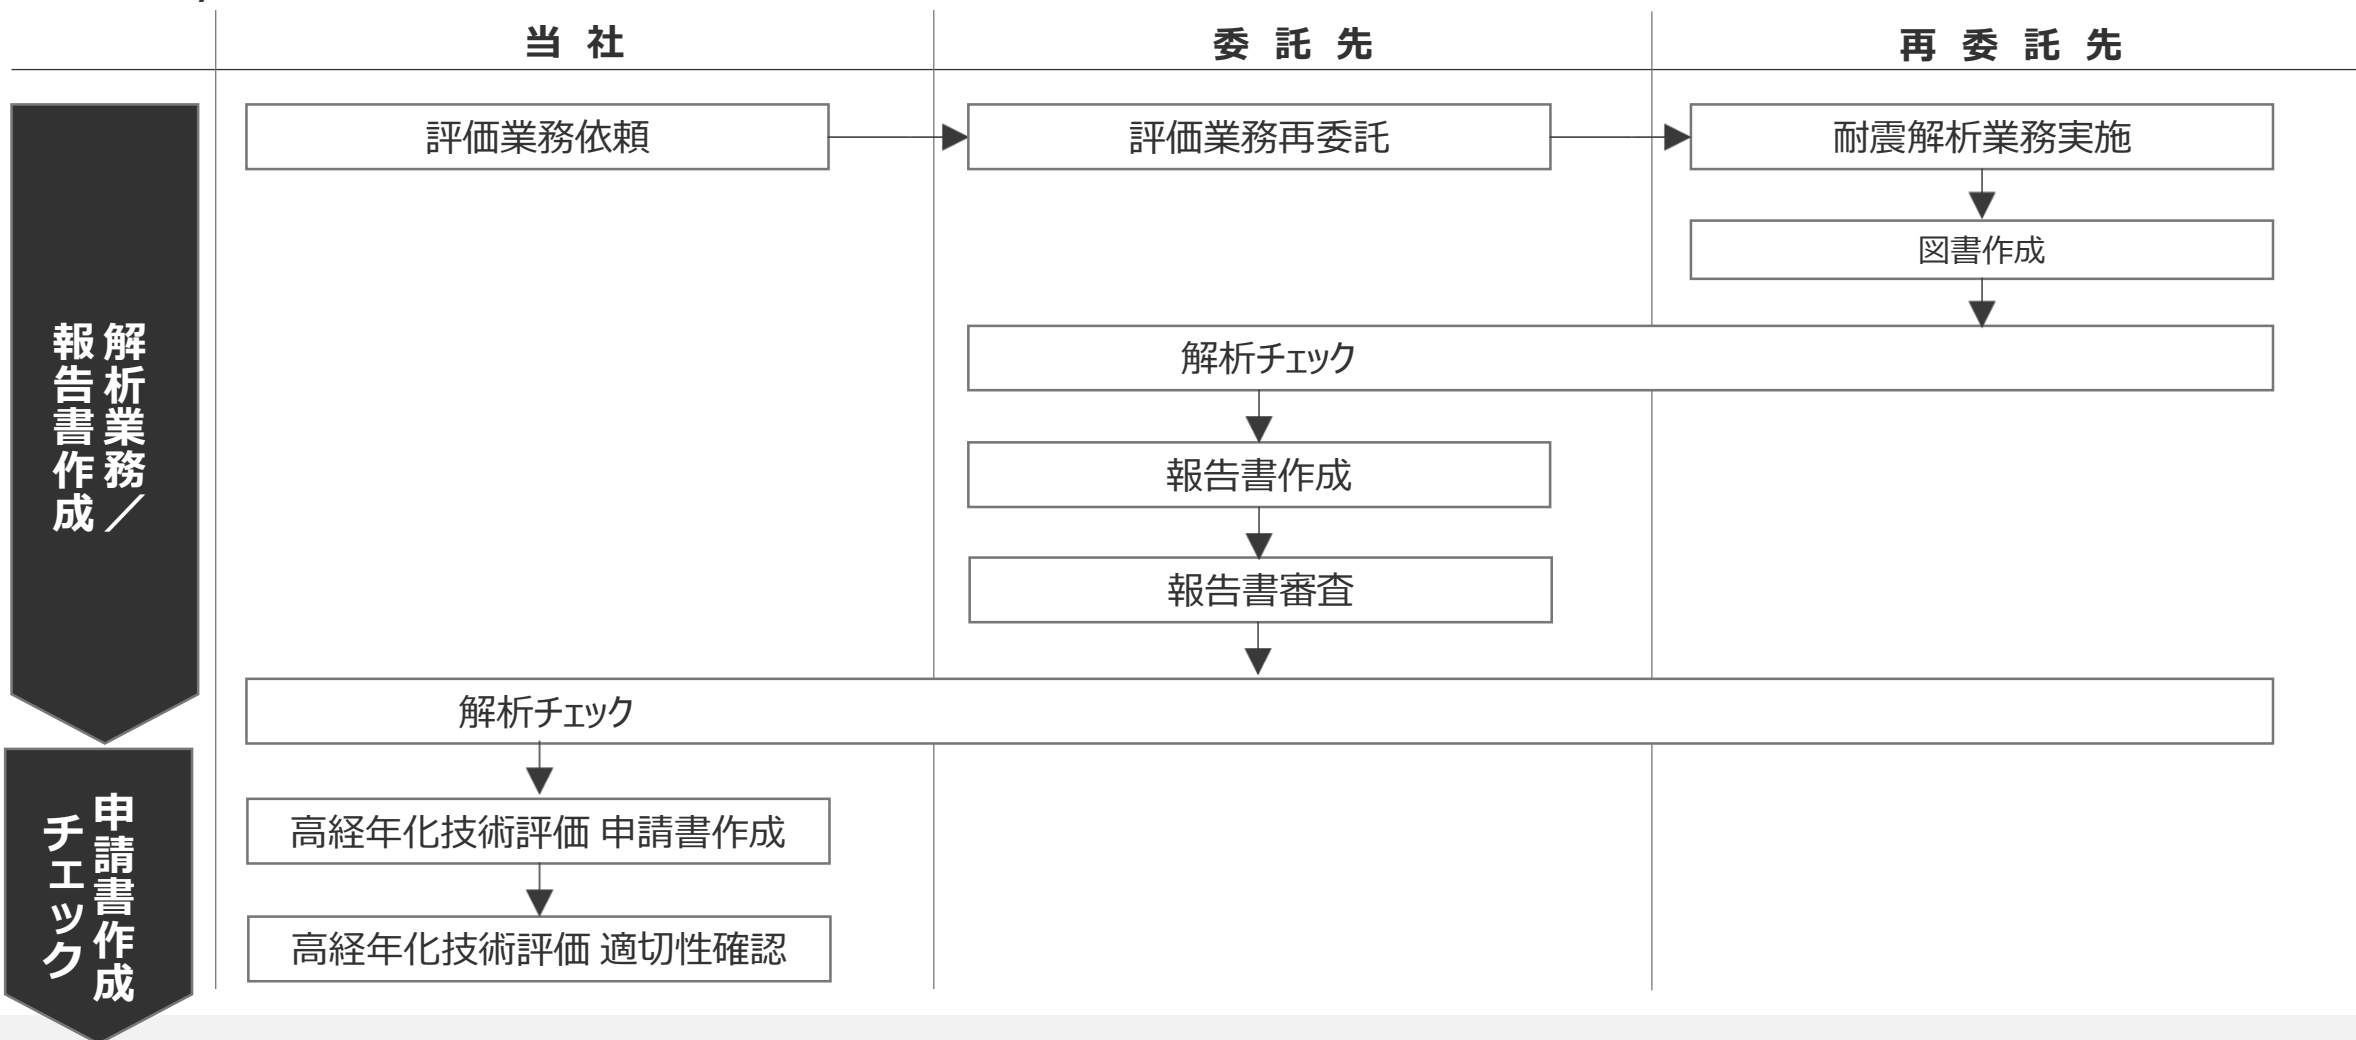 当社
委託先
再委託先
解析業務／
報告書作成
評価業務依頼
評価業務再委託
耐震解析業務実施
図書作成
解析チェック
報告書作成
報告書審査
解析チェック
申請書作成
チェック
高経年化技術評価 申請書作成
高経年化技術評価 適切性確認